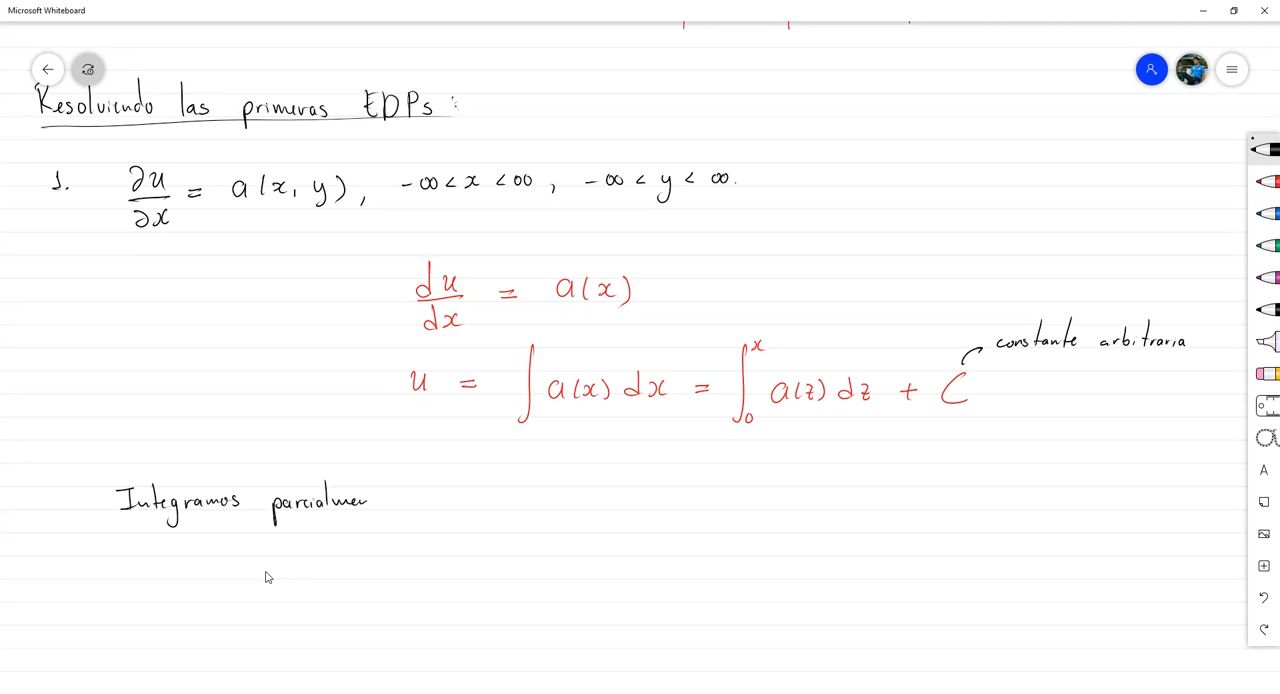 Microsoft Whiteboard
Resolviendo las primeras EDPs :
1. ∂u/∂x = a(x, y), -∞ < x < ∞, -∞ < y < ∞.
du/dx = a(x)
constante arbitraria
u = ∫ a(x) dx = ∫₀ˣ a(z) dz + C
Integramos parcialmen
A